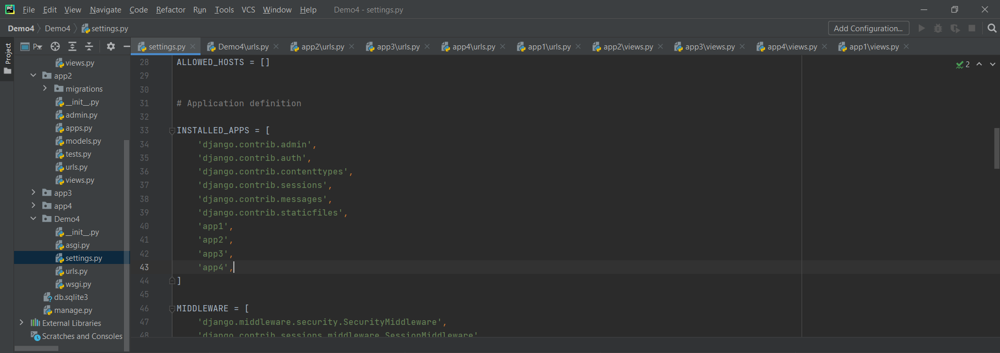 File Edit View Navigate Code Refactor Run Tools VCS Window Help Demo4 - settings.py
Demo4 Demo4 settings.py Add Configuration...
Project
P
settings.py Demo4\urls.py app2\urls.py app3\urls.py app4\urls.py app1\urls.py app2\views.py app3\views.py app4\views.py app1\views.py
views.py
app2
migrations
__init__.py
admin.py
apps.py
models.py
tests.py
urls.py
views.py
app3
app4
Demo4
__init__.py
asgi.py
settings.py
urls.py
wsgi.py
db.sqlite3
manage.py
External Libraries
Scratches and Consoles
28 ALLOWED_HOSTS = []
29
30
31 # Application definition
32
33 INSTALLED_APPS = [
34 'django.contrib.admin',
35 'django.contrib.auth',
36 'django.contrib.contenttypes',
37 'django.contrib.sessions',
38 'django.contrib.messages',
39 'django.contrib.staticfiles',
40 'app1',
41 'app2',
42 'app3',
43 'app4',
44 ]
45
46 MIDDLEWARE = [
47 'django.middleware.security.SecurityMiddleware',
48 'django.contrib.sessions.middleware.SessionMiddleware'
2